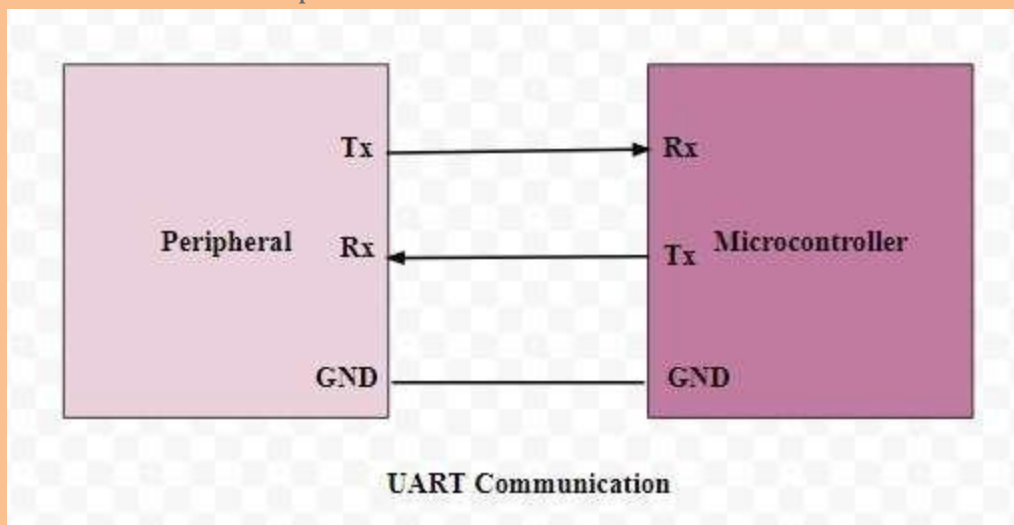 Tx Rx
Peripheral Rx Tx Microcontroller
GND GND
UART Communication